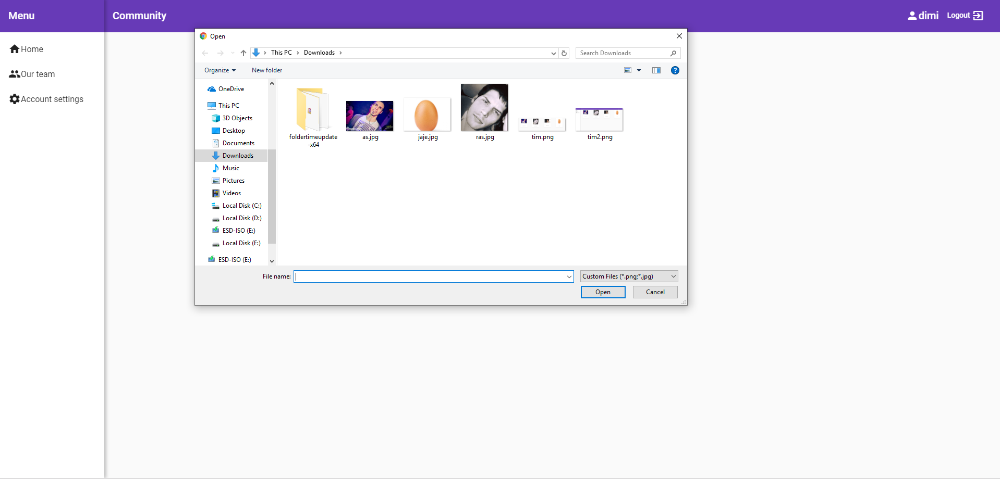 Menu
Community
dimi
Logout
Home
Our team
Account settings
Open
This PC
Downloads
Search Downloads
Organize
New folder
OneDrive
This PC
3D Objects
Desktop
Documents
Downloads
Music
Pictures
Videos
Local Disk (C:)
Local Disk (D:)
ESD-ISO (E:)
Local Disk (F:)
ESD-ISO (E:)
foldertimeupdate
-x64
as.jpg
jaje.jpg
ras.jpg
tim.png
tim2.png
File name:
Custom Files (*.png;*.jpg)
Open
Cancel